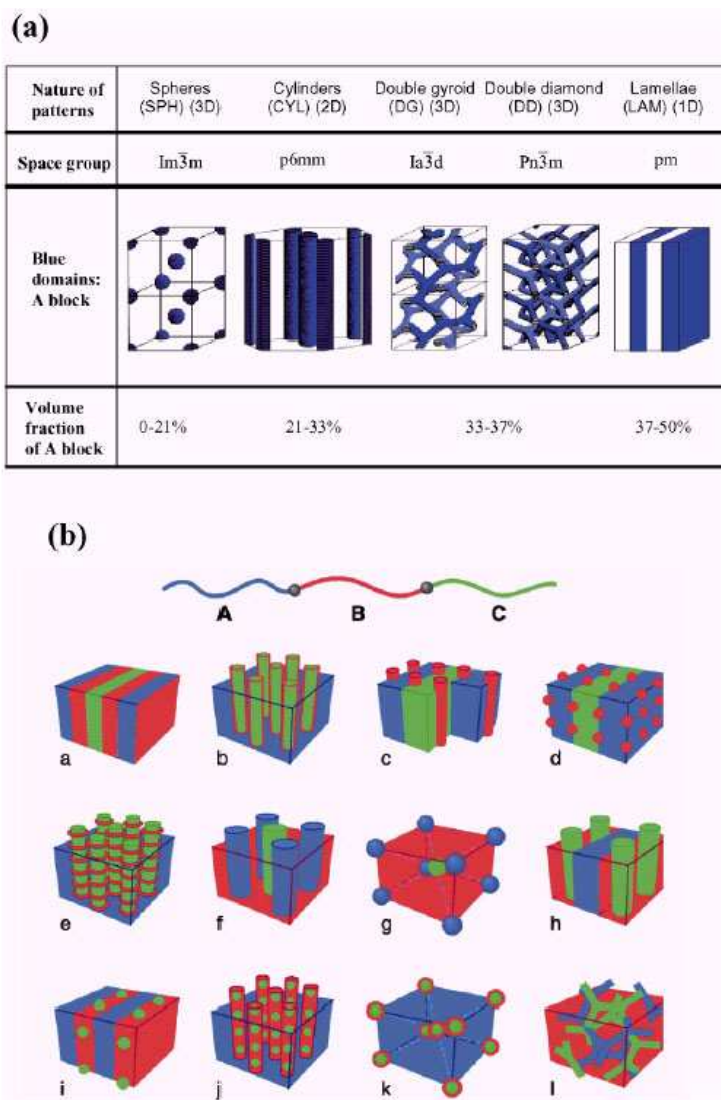 (a)
Nature of patterns Spheres (SPH) (3D) Cylinders (CYL) (2D) Double gyroid (DG) (3D) Double diamond (DD) (3D) Lamellae (LAM) (1D)
Space group Im3̅m p6mm Ia3̅d Pn3̅m pm
Blue domains: A block
Volume fraction of A block 0-21% 21-33% 33-37% 37-50%
(b)
A B C
a b c d
e f g h
i j k l